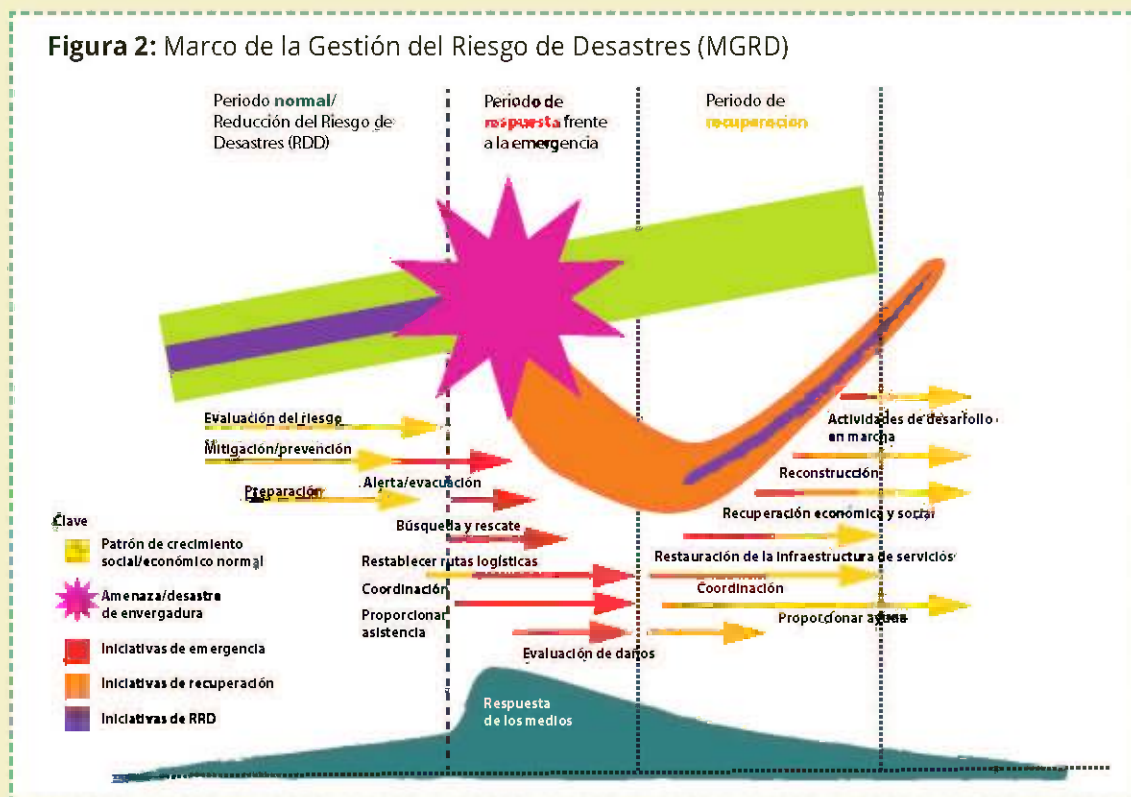 Figura 2: Marco de la Gestión del Riesgo de Desastres (MGRD)
Periodo normal/
Reducción del Riesgo de
Desastres (RDD)
Periodo de
respuesta frente
a la emergencia
Periodo de
recuperación
Evaluación del riesgo
Mitigación/prevención
Alerta/evacuación
Preparación
Búsqueda y rescate
Restablecer rutas logísticas
Coordinación
Proporcionar
asistencia
Evaluación de daños
Actividades de desarrollo
en marcha
Reconstrucción
Recuperación económica y social
Restauración de la infraestructura de servicios
Coordinación
Proporcionar ayuda
Clave
Patrón de crecimiento
social/económico normal
Amenaza/desastre
de envergadura
Iniciativas de emergencia
Iniciativas de recuperación
Iniciativas de RRD
Respuesta
de los medios